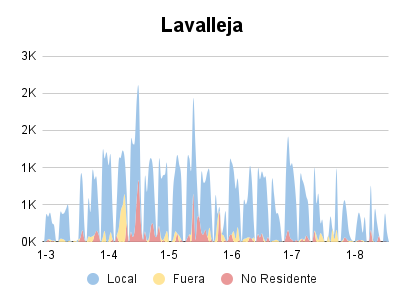 Lavalleja
3K
2K
2K
1K
1K
0K
1-3 1-4 1-5 1-6 1-7 1-8
Local Fuera No Residente